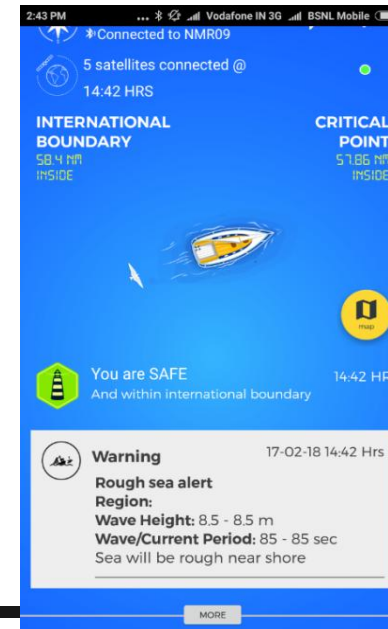 2:43 PM ... Vodafone IN 3G BSNL Mobile
Connected to NMR09
5 satellites connected @
14:42 HRS
INTERNATIONAL
BOUNDARY
58.4 NM
INSIDE
CRITICAL
POINT
57.86 NM
INSIDE
map
You are SAFE 14:42 HR
And within international boundary
Warning 17-02-18 14:42 Hrs
Rough sea alert
Region:
Wave Height: 8.5 - 8.5 m
Wave/Current Period: 85 - 85 sec
Sea will be rough near shore
MORE